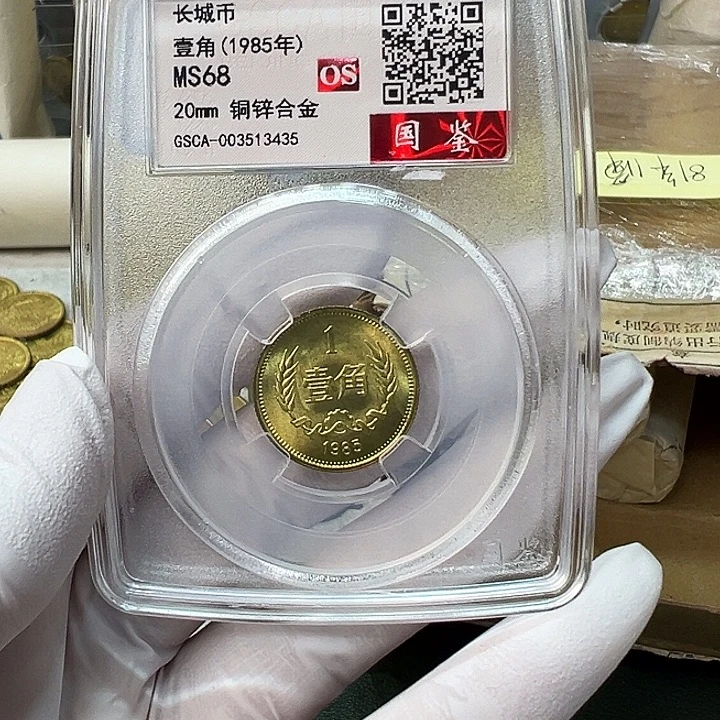 长城币
壹角(1985年)
MS68
OS
20mm 铜锌合金
GSCA-003513435
国鉴
1
壹角
1985